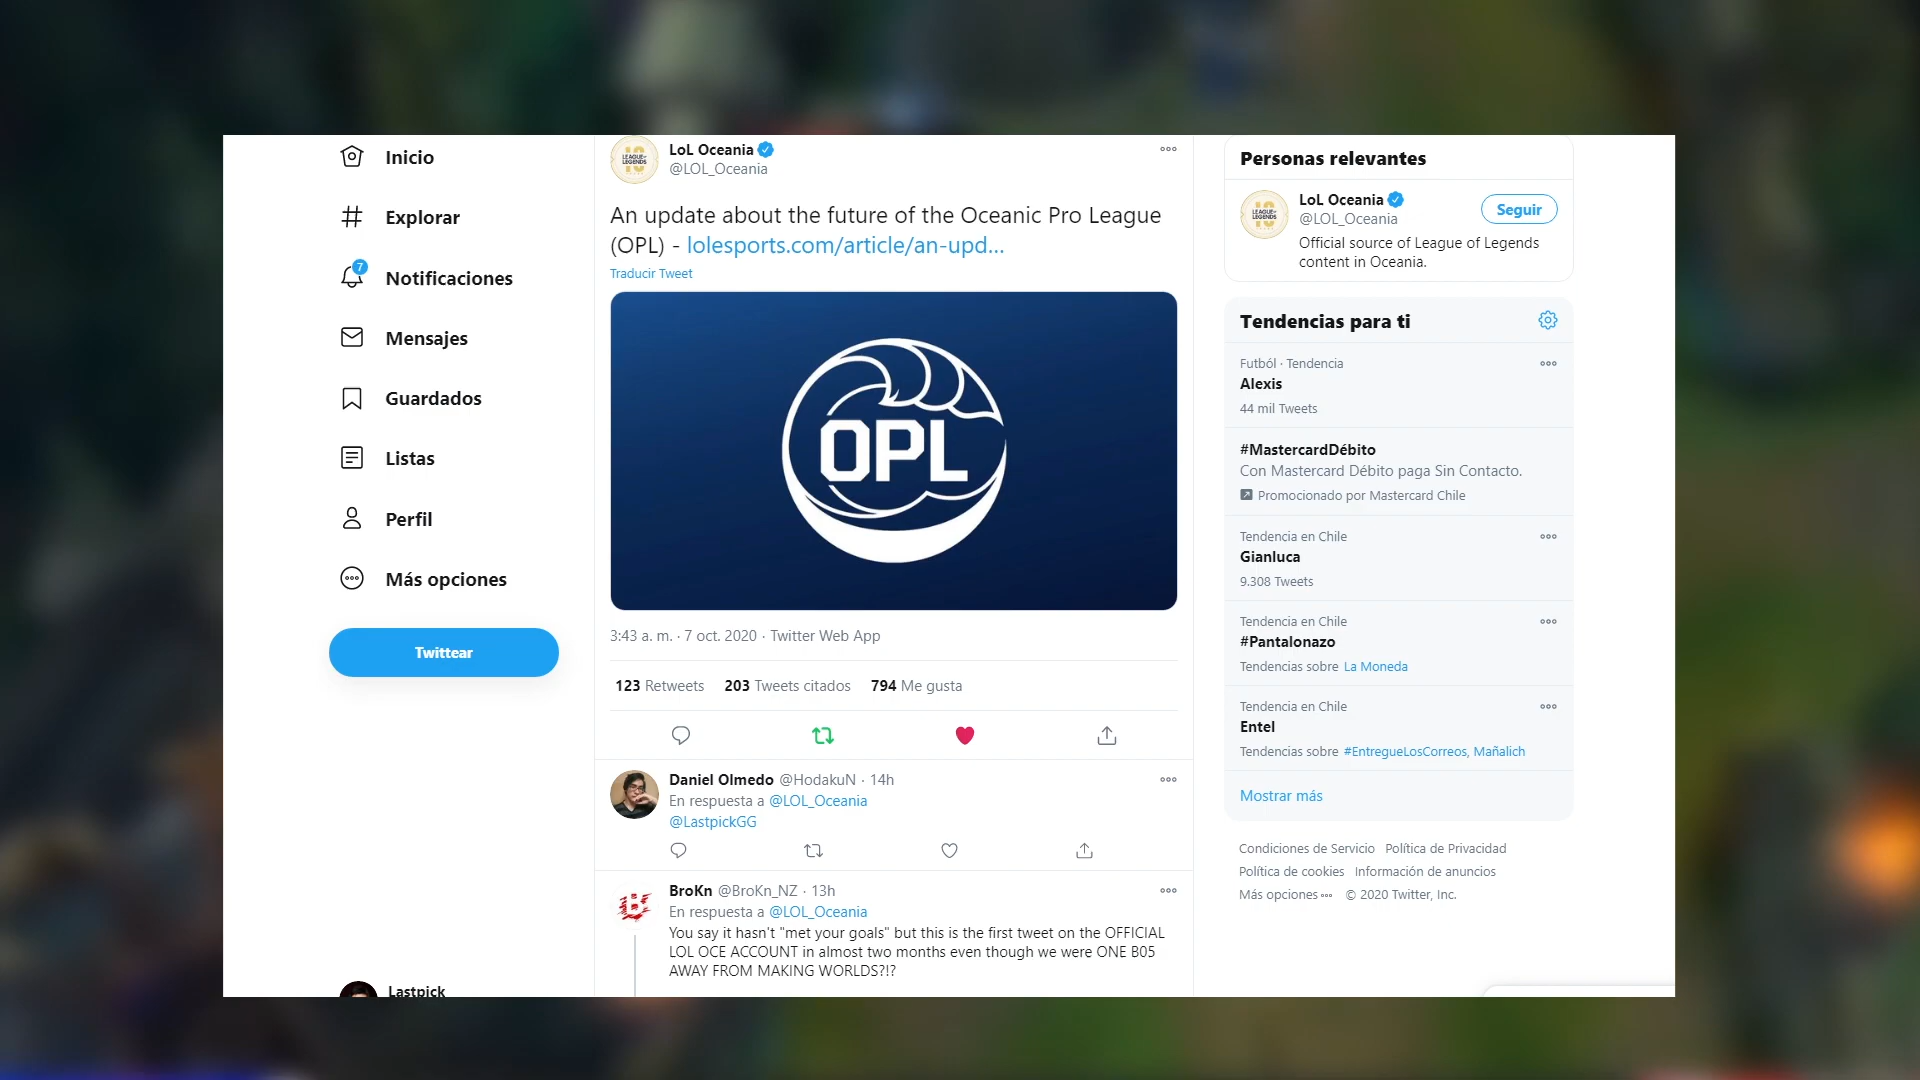 Inicio
Explorar
7
Notificaciones
Mensajes
Guardados
Listas
Perfil
Más opciones
Twittear
Lastpick
LoL Oceania
@LOL_Oceania
An update about the future of the Oceanic Pro League
(OPL) - lolesports.com/article/an-upd...
Traducir Tweet
OPL
3:43 a. m. · 7 oct. 2020 · Twitter Web App
123 Retweets 203 Tweets citados 794 Me gusta
Daniel Olmedo @HodakuN · 14h
En respuesta a @LOL_Oceania
@LastpickGG
BroKn @BroKn_NZ · 13h
En respuesta a @LOL_Oceania
You say it hasn't "met your goals" but this is the first tweet on the OFFICIAL
LOL OCE ACCOUNT in almost two months even though we were ONE B05
AWAY FROM MAKING WORLDS?!?
Personas relevantes
LEAGUE of
LEGENDS
LoL Oceania
@LOL_Oceania
Seguir
Official source of League of Legends
content in Oceania.
Tendencias para ti
Futból · Tendencia
Alexis
44 mil Tweets
#MastercardDébito
Con Mastercard Débito paga Sin Contacto.
Promocionado por Mastercard Chile
Tendencia en Chile
Gianluca
9.308 Tweets
Tendencia en Chile
#Pantalonazo
Tendencias sobre La Moneda
Tendencia en Chile
Entel
Tendencias sobre #EntregueLosCorreos, Mañalich
Mostrar más
Condiciones de Servicio Política de Privacidad
Política de cookies Información de anuncios
Más opciones © 2020 Twitter, Inc.